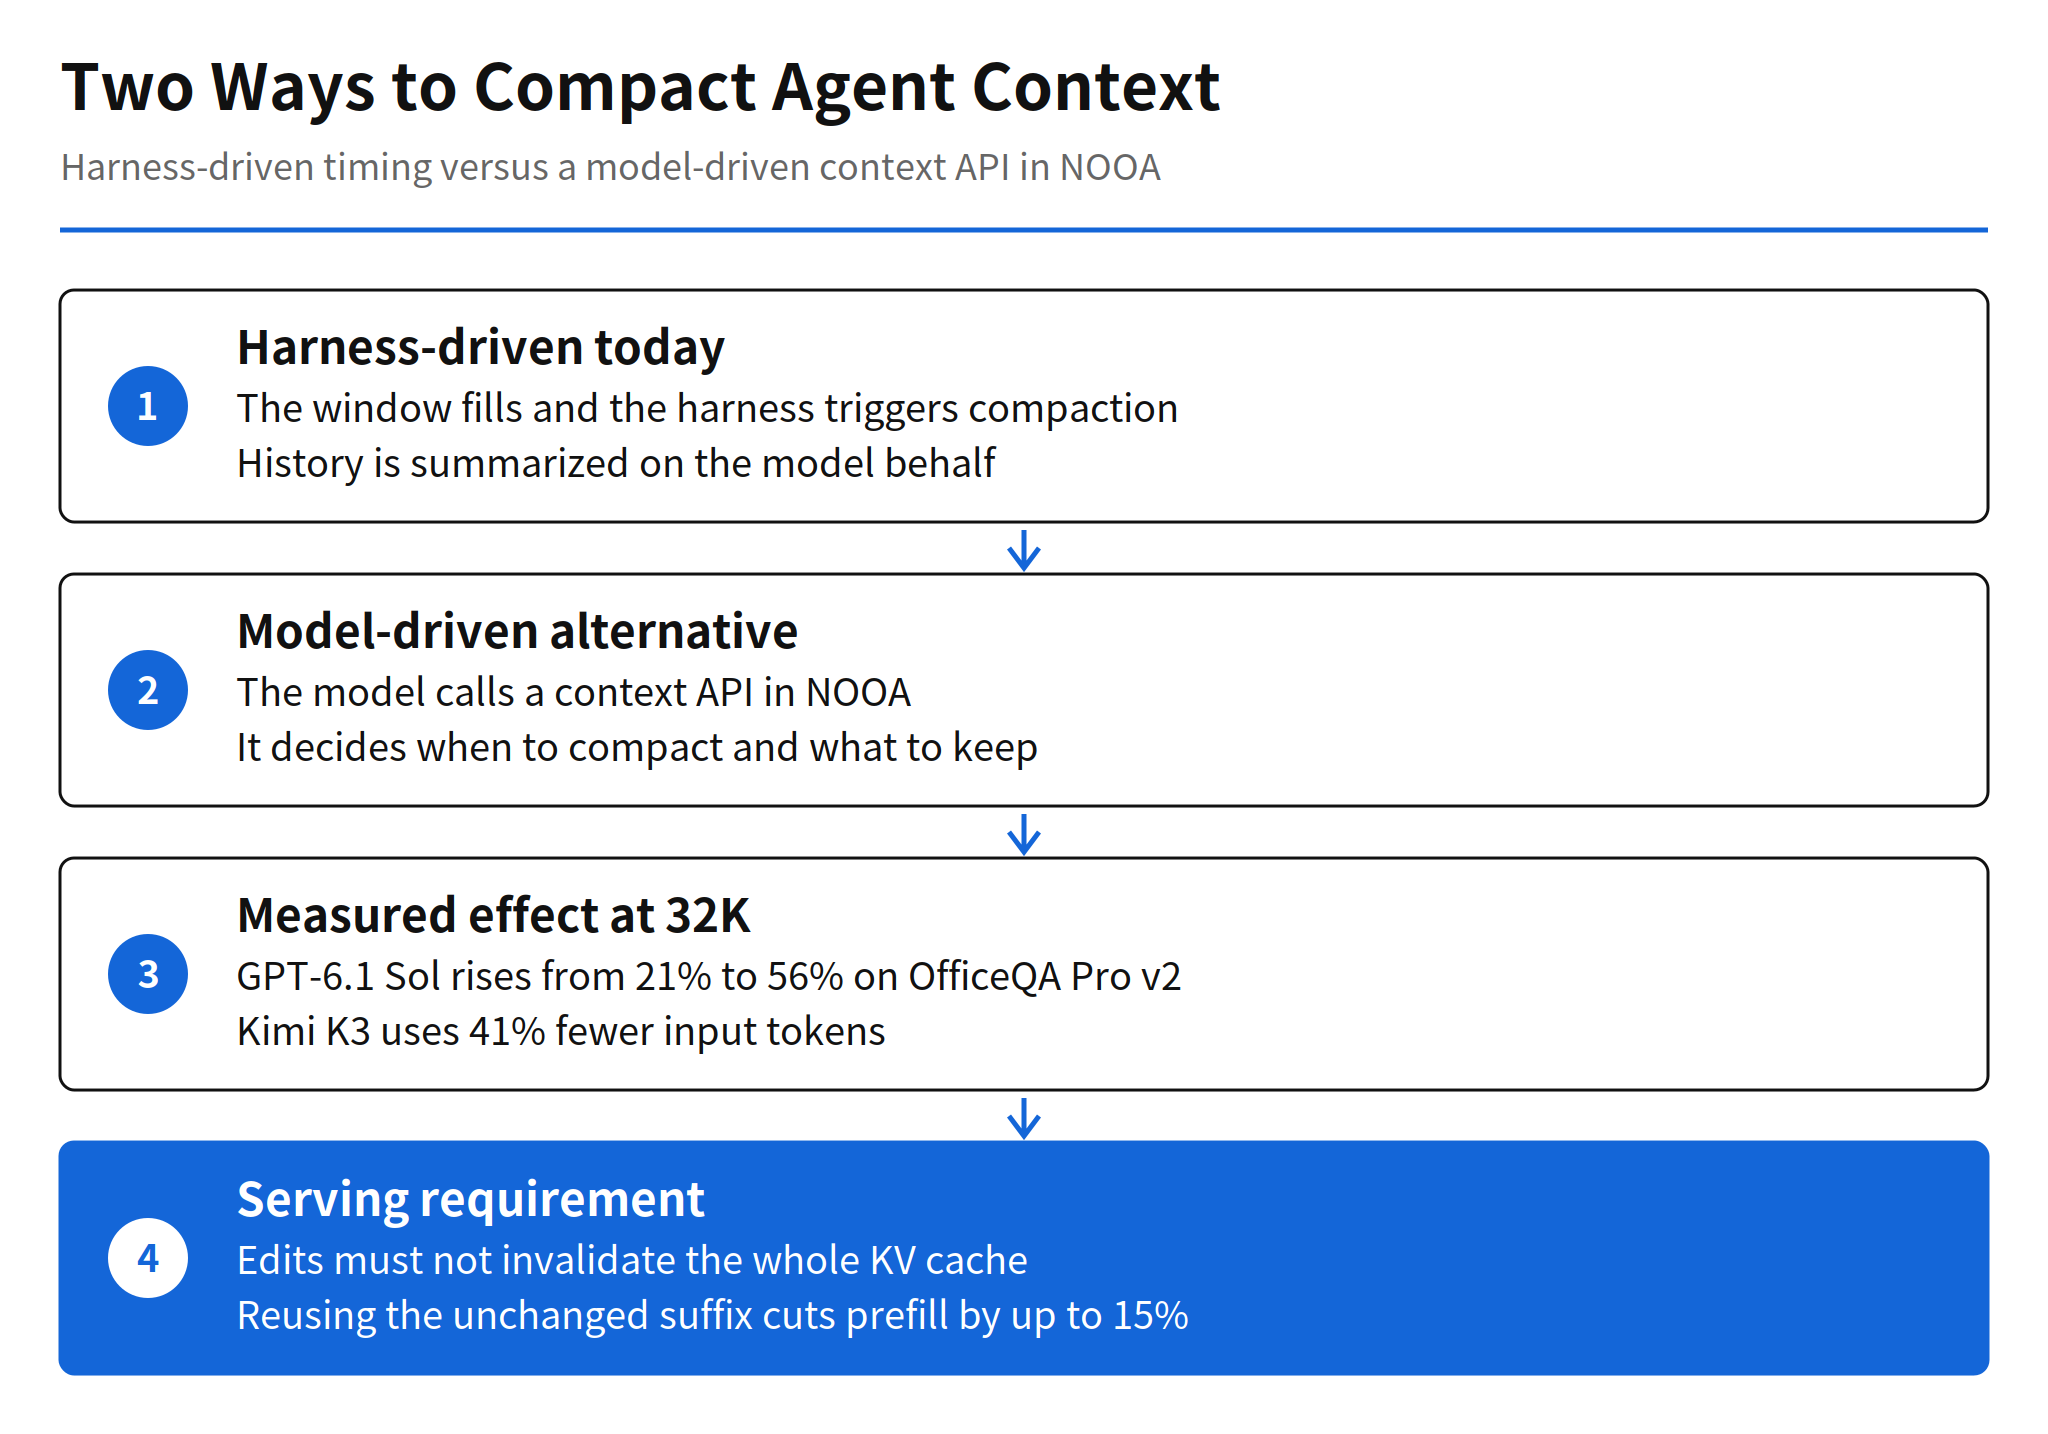 Two Ways to Compact Agent Context
Harness-driven timing versus a model-driven context API in NOOA
1
Harness-driven today
The window fills and the harness triggers compaction
History is summarized on the model behalf
2
Model-driven alternative
The model calls a context API in NOOA
It decides when to compact and what to keep
3
Measured effect at 32K
GPT-6.1 Sol rises from 21% to 56% on OfficeQA Pro v2
Kimi K3 uses 41% fewer input tokens
4
Serving requirement
Edits must not invalidate the whole KV cache
Reusing the unchanged suffix cuts prefill by up to 15%